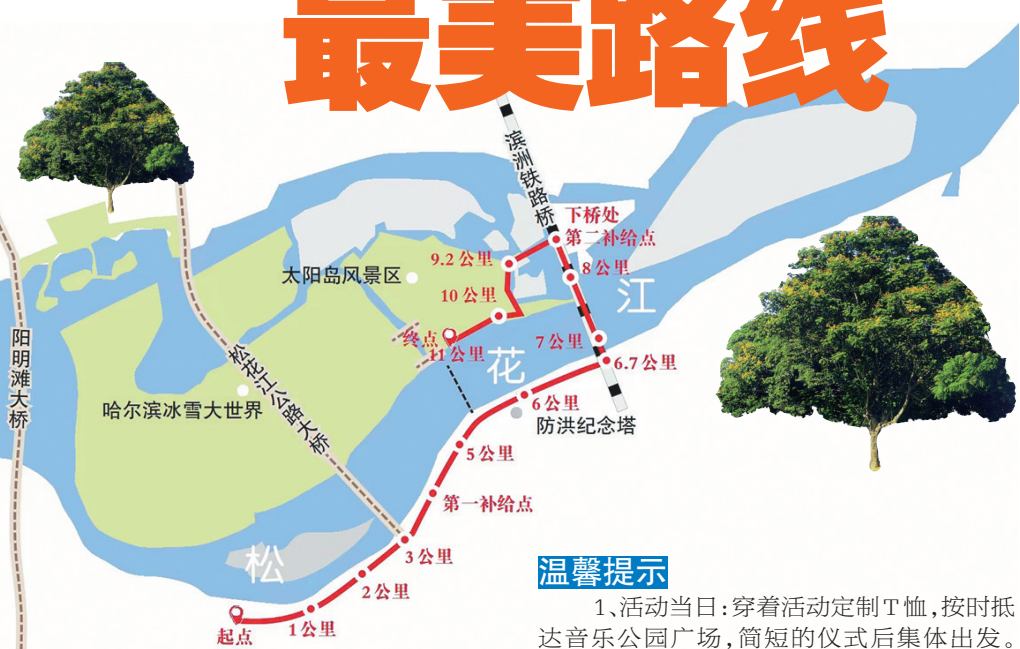 最美路线
滨洲铁路桥
下桥处
第二补给点
9.2公里
8公里
太阳岛风景区
10公里
江
阳明滩大桥
终点
11公里
7公里
花
6.7公里
松花江公路大桥
哈尔滨冰雪大世界
6公里
防洪纪念塔
5公里
第一补给点
3公里
松
2公里
1公里
起点
温馨提示
1、活动当日:穿着活动定制T恤,按时抵
达音乐公园广场,简短的仪式后集体出发。